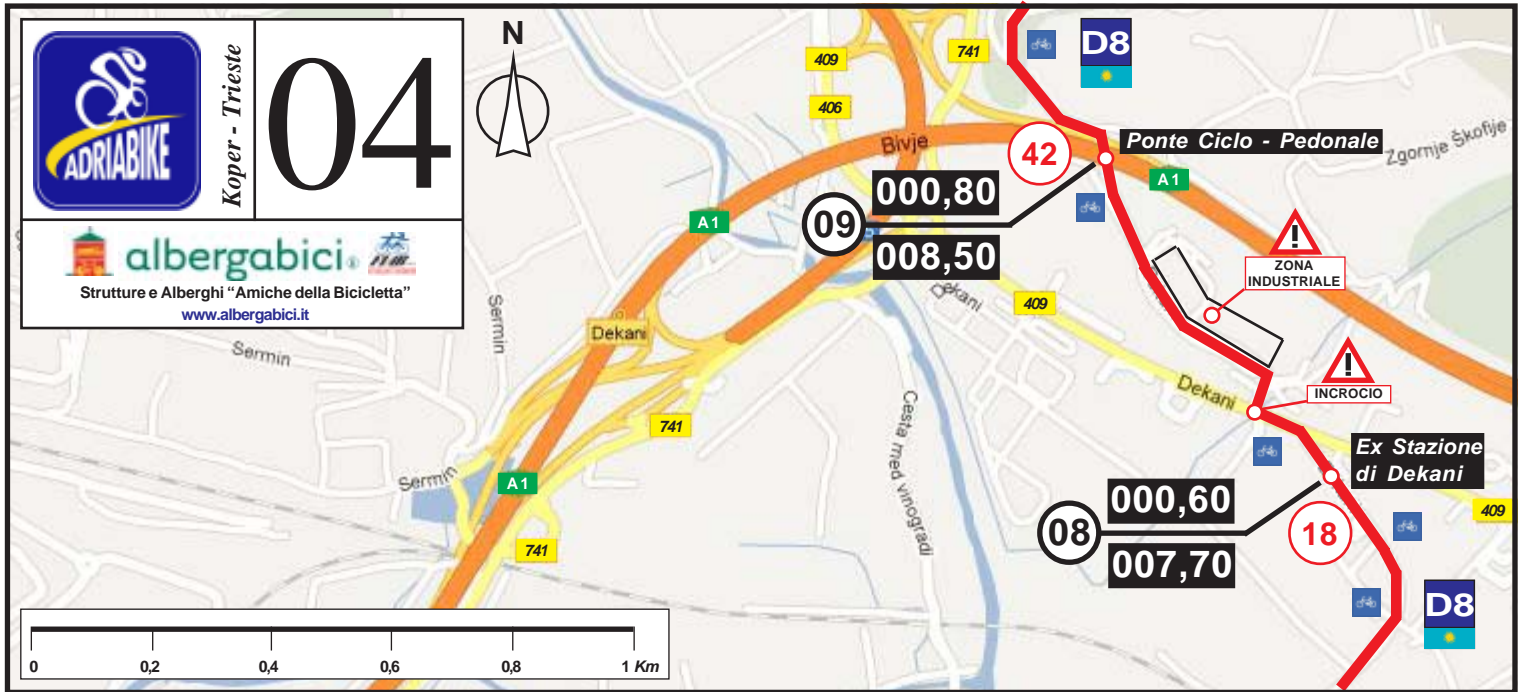 ADRIABIKE
Koper - Trieste
04
albergabici
Strutture e Alberghi “Amiche della Bicicletta”
www.albergabici.it
N
409
741
406
D8
Bivje
42
Ponte Ciclo - Pedonale
Zgornje Škofije
A1
A1
09
000,80
008,50
ZONA
INDUSTRIALE
Dekani
409
Sermin
Sermin
Dekani
Dekani
INCROCIO
741
Cesta med vinogradi
Ex Stazione
di Dekani
Sermin
A1
000,60
08
007,70
18
409
741
D8
0
0,2
0,4
0,6
0,8
1 Km